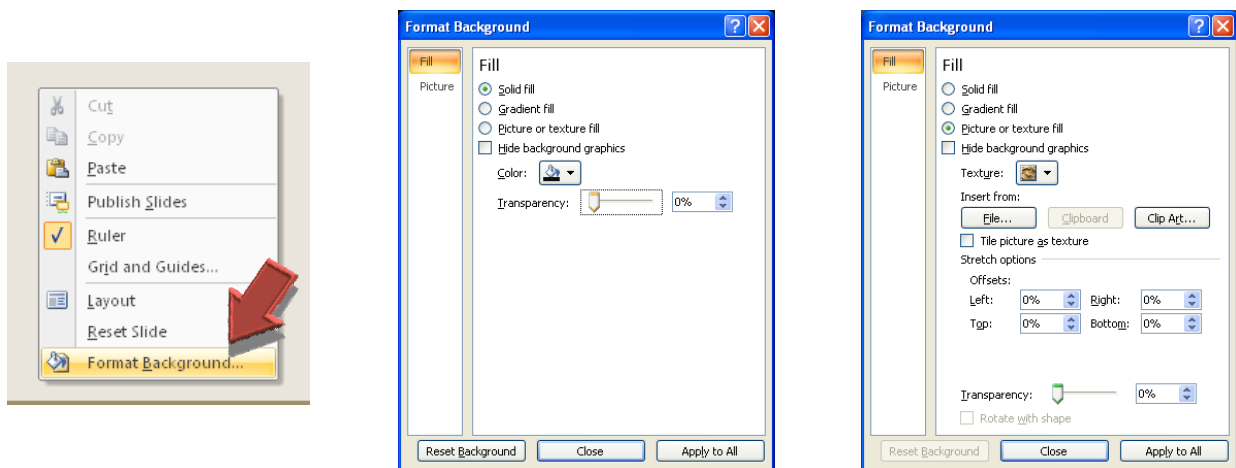 Cut
Copy
Paste
Publish Slides
Ruler
Grid and Guides...
Layout
Reset Slide
Format Background...
Format Background
Fill
Picture
Fill
Solid fill
Gradient fill
Picture or texture fill
Hide background graphics
Color:
Transparency: 0%
Reset Background Close Apply to All
Format Background
Fill
Picture
Fill
Solid fill
Gradient fill
Picture or texture fill
Hide background graphics
Texture:
Insert from:
File... Clipboard Clip Art...
Tile picture as texture
Stretch options
Offsets:
Left: 0% Right: 0%
Top: 0% Bottom: 0%
Transparency: 0%
Rotate with shape
Reset Background Close Apply to All